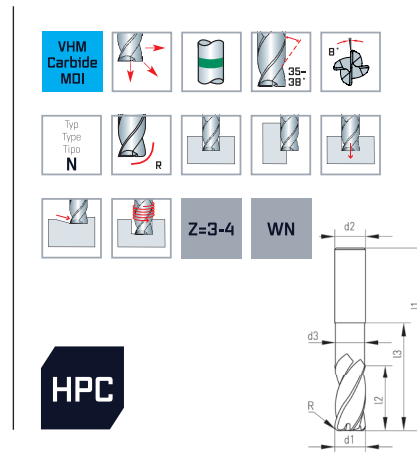 VHM
Carbide
MDI
35-
38°
8°
Typ
Type
Tipo
N
R
Z=3-4
WN
HPC
d2
l1
d3
l3
l2
R
d1